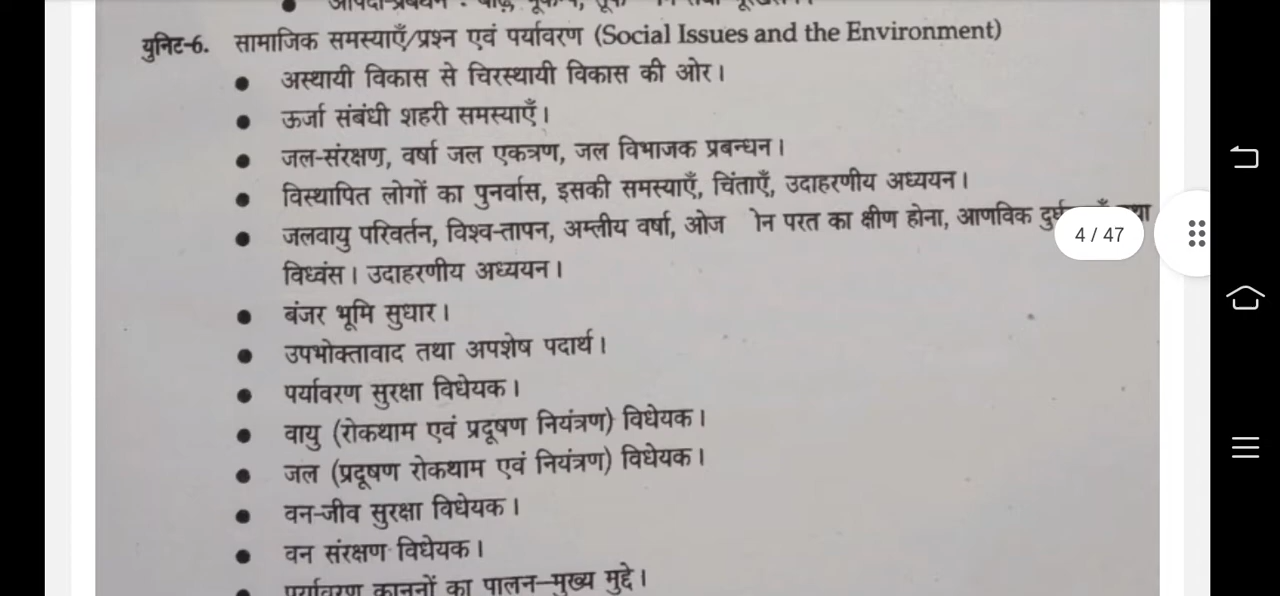 आपदा-प्रबंधन : बाढ़, भूकम्प,
युनिट-6. सामाजिक समस्याएँ/प्रश्न एवं पर्यावरण (Social Issues and the Environment)
● अस्थायी विकास से चिरस्थायी विकास की ओर।
● ऊर्जा संबंधी शहरी समस्याएँ।
● जल-संरक्षण, वर्षा जल एकत्रण, जल विभाजक प्रबन्धन।
● विस्थापित लोगों का पुनर्वास, इसकी समस्याएँ, चिंताएँ, उदाहरणीय अध्ययन।
● जलवायु परिवर्तन, विश्व-तापन, अम्लीय वर्षा, ओज ोन परत का क्षीण होना, आणविक
4 / 47
विध्वंस। उदाहरणीय अध्ययन।
● बंजर भूमि सुधार।
● उपभोक्तावाद तथा अपशेष पदार्थ।
● पर्यावरण सुरक्षा विधेयक।
● वायु (रोकथाम एवं प्रदूषण नियंत्रण) विधेयक।
● जल (प्रदूषण रोकथाम एवं नियंत्रण) विधेयक।
● वन-जीव सुरक्षा विधेयक।
● वन संरक्षण विधेयक।
● पर्यावरण कानूनों का पालन—मुख्य मुद्दे।